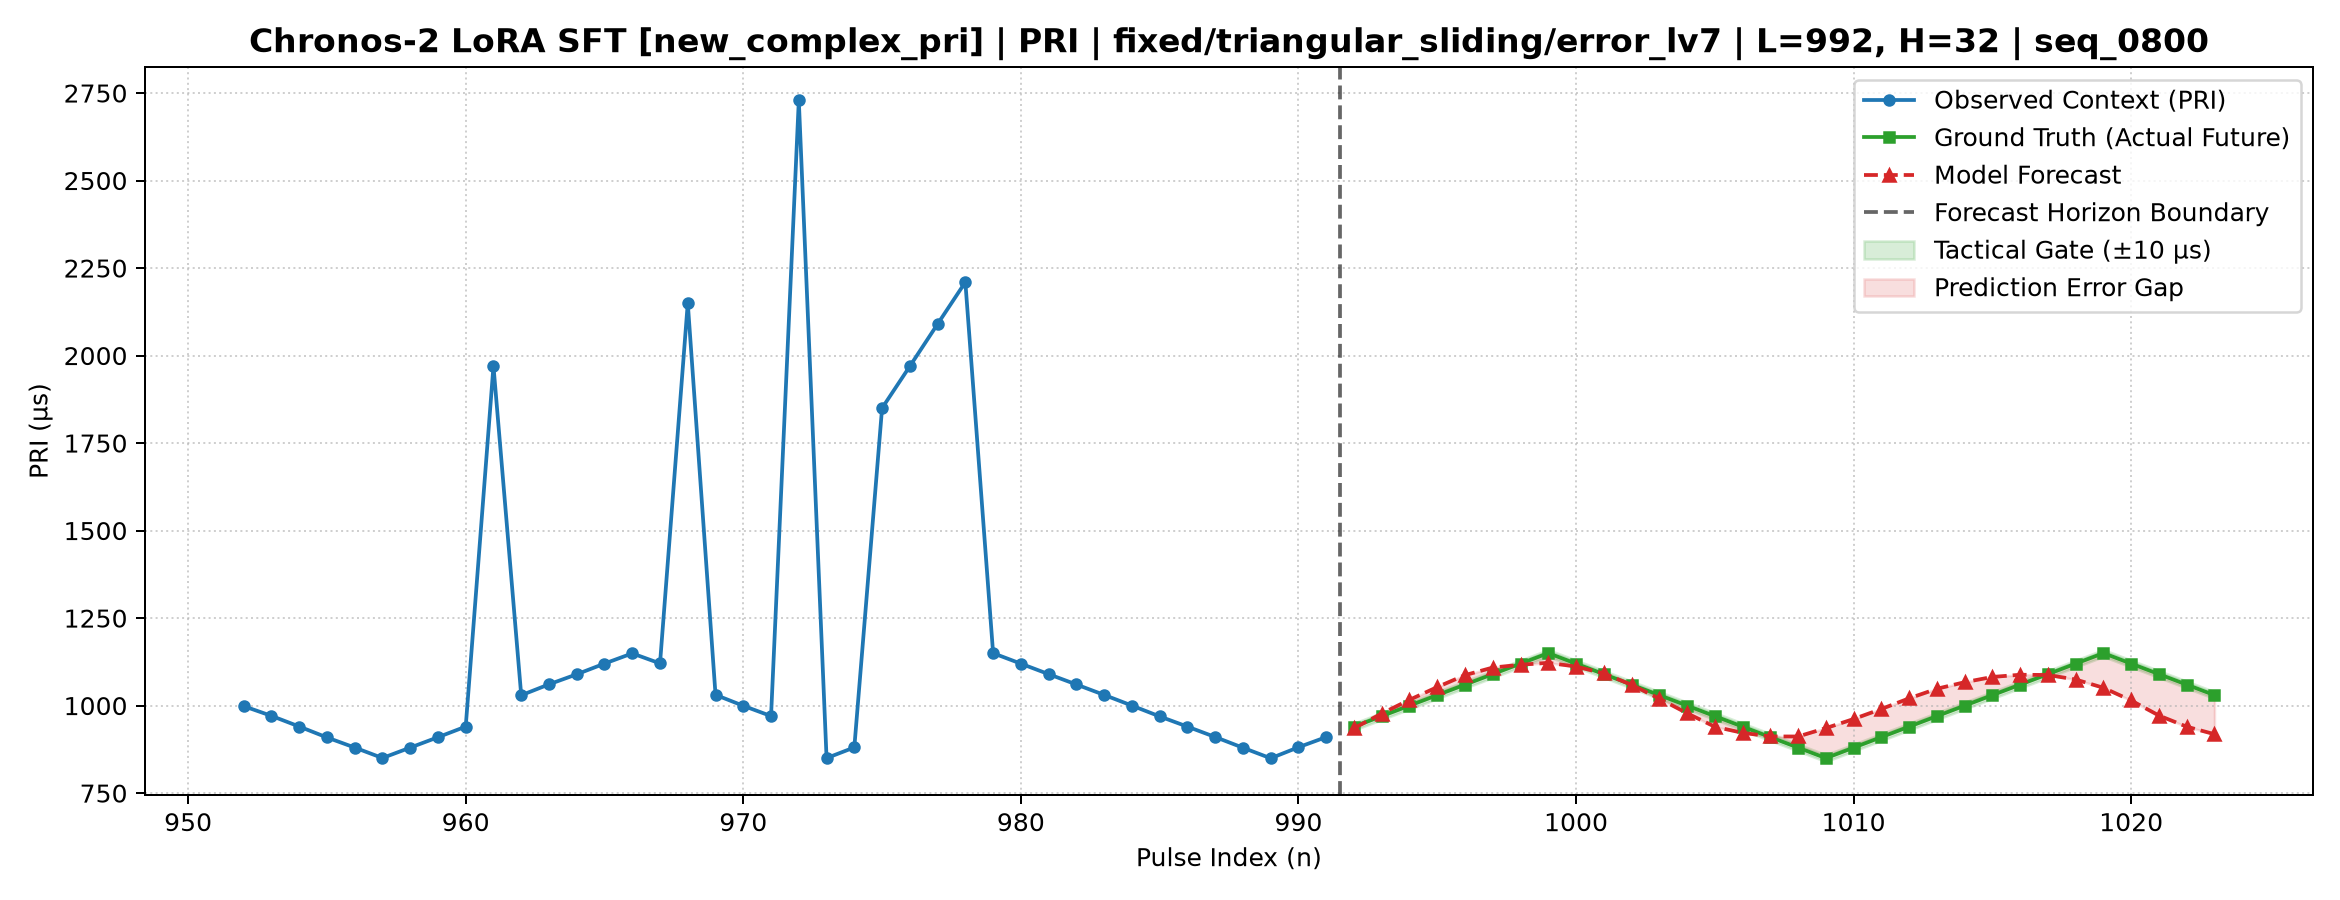 Chronos-2 LoRA SFT [new_complex_pri] | PRI | fixed/triangular_sliding/error_lv7 | L=992, H=32 | seq_0800
Observed Context (PRI)
Ground Truth (Actual Future)
Model Forecast
Forecast Horizon Boundary
Tactical Gate (±10 µs)
Prediction Error Gap
PRI (µs)
2750
2500
2250
2000
1750
1500
1250
1000
750
950 960 970 980 990 1000 1010 1020
Pulse Index (n)